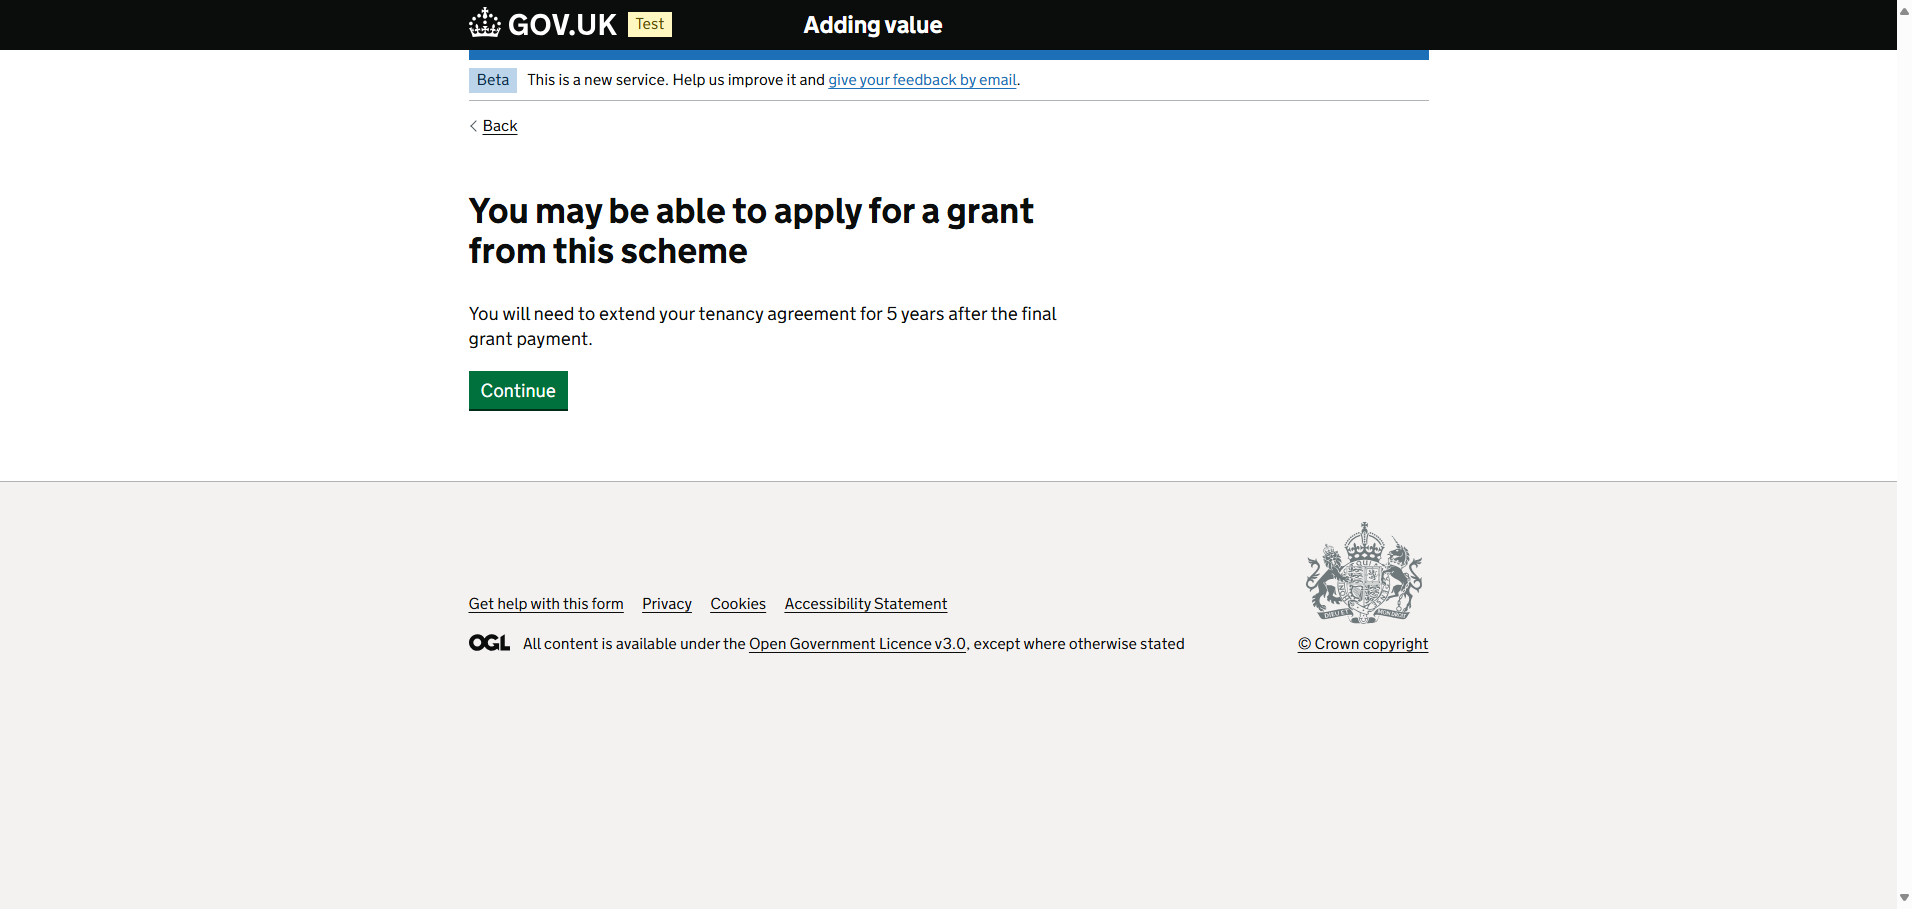 GOV.UK Test Adding value
Beta This is a new service. Help us improve it and give your feedback by email.
Back
You may be able to apply for a grant
from this scheme
You will need to extend your tenancy agreement for 5 years after the final
grant payment.
Continue
Get help with this form Privacy Cookies Accessibility Statement
OGL All content is available under the Open Government Licence v3.0, except where otherwise stated
© Crown copyright